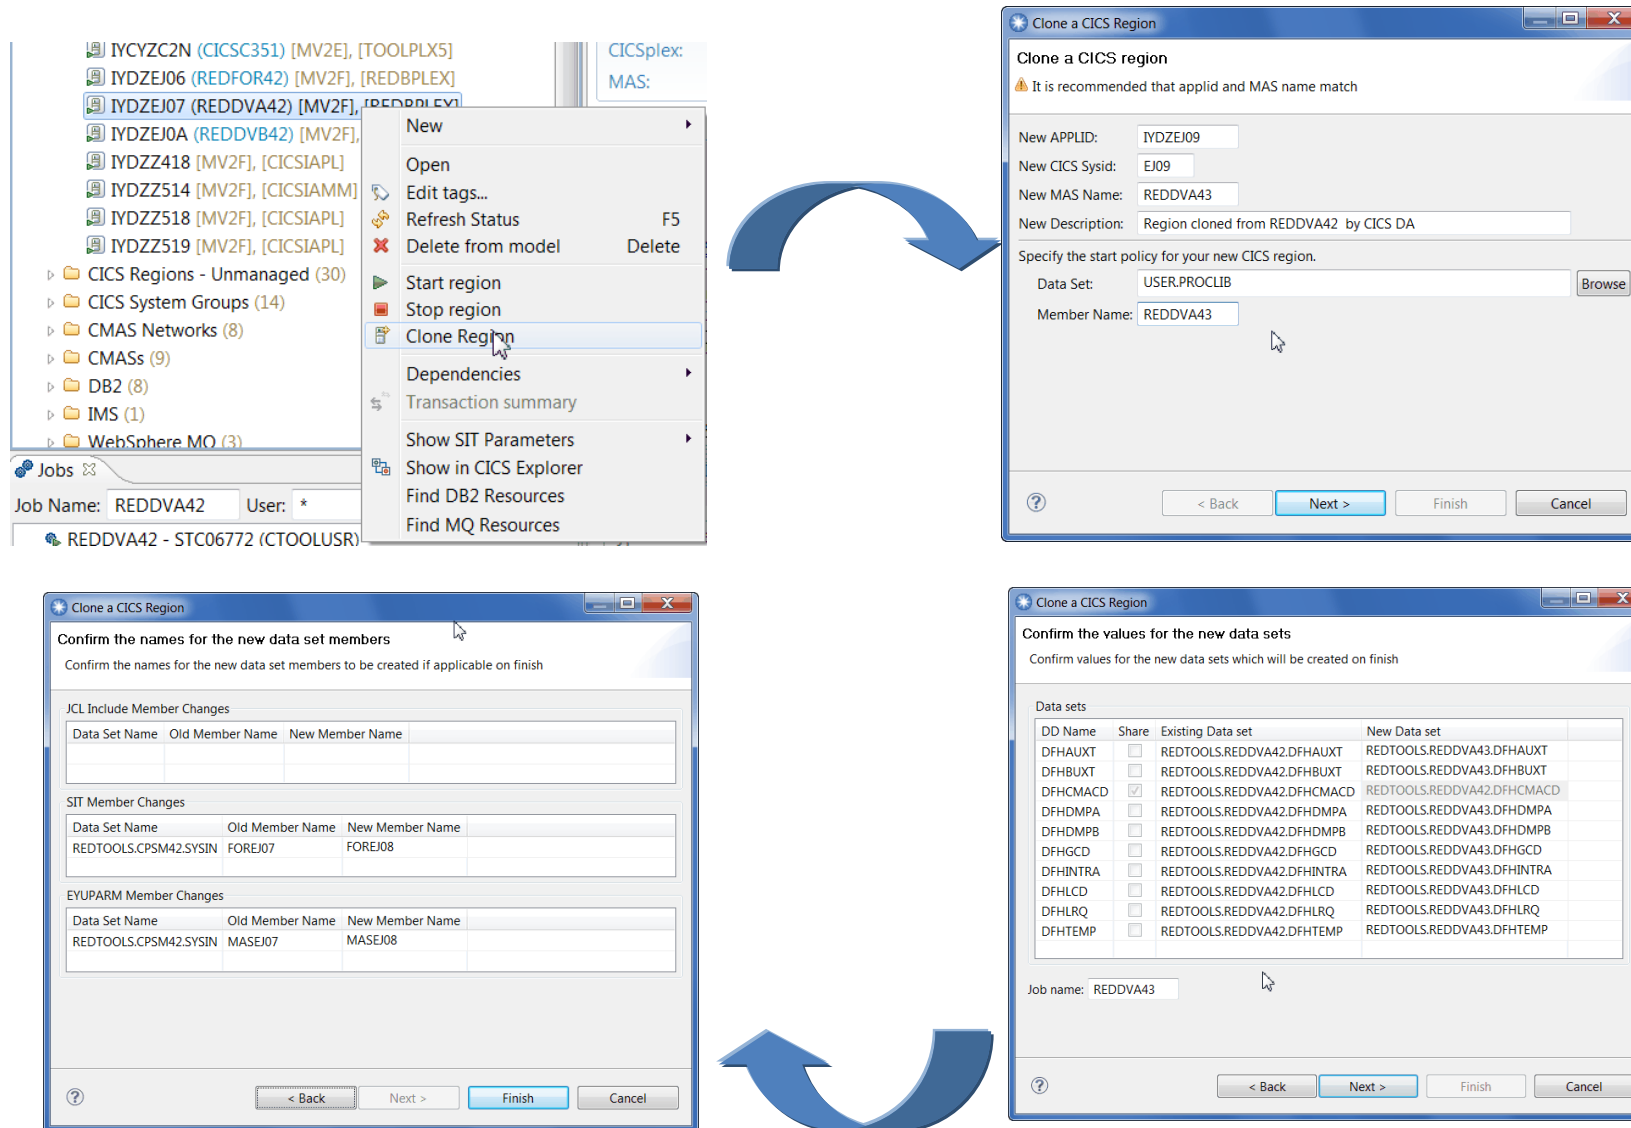 IYCYZC2N (CICSC351) [MV2E], [TOOLPLX5]
IYDZEJ06 (REDFOR42) [MV2F], [REDBPLEX]
IYDZEJ07 (REDDVA42) [MV2F], [REDBPLEX]
IYDZEJ0A (REDDVB42) [MV2F],
IYDZZ418 [MV2F], [CICSIAPL]
IYDZZ514 [MV2F], [CICSIAMM]
IYDZZ518 [MV2F], [CICSIAPL]
IYDZZ519 [MV2F], [CICSIAPL]
CICS Regions - Unmanaged (30)
CICS System Groups (14)
CMAS Networks (8)
CMASs (9)
DB2 (8)
IMS (1)
WebSphere MQ (3)
CICSplex:
MAS:
New
Open
Edit tags...
Refresh Status F5
Delete from model Delete
Start region
Stop region
Clone Region
Dependencies
Transaction summary
Show SIT Parameters
Show in CICS Explorer
Find DB2 Resources
Find MQ Resources
Jobs
Job Name: REDDVA42 User: *
REDDVA42 - STC06772 (CTOOLUSR)
Clone a CICS Region
Clone a CICS region
It is recommended that applid and MAS name match
New APPLID: IYDZEJ09
New CICS Sysid: EJ09
New MAS Name: REDDVA43
New Description: Region cloned from REDDVA42 by CICS DA
Specify the start policy for your new CICS region.
Data Set: USER.PROCLIB Browse
Member Name: REDDVA43
< Back Next > Finish Cancel
Clone a CICS Region
Confirm the names for the new data set members
Confirm the names for the new data set members to be created if applicable on finish
JCL Include Member Changes
Data Set Name Old Member Name New Member Name
SIT Member Changes
Data Set Name Old Member Name New Member Name
REDTOOLS.CPSM42.SYSIN FOREJ07 FOREJ08
EYUPARM Member Changes
Data Set Name Old Member Name New Member Name
REDTOOLS.CPSM42.SYSIN MASEJ07 MASEJ08
< Back Next > Finish Cancel
Clone a CICS Region
Confirm the values for the new data sets
Confirm values for the new data sets which will be created on finish
Data sets
DD Name Share Existing Data set New Data set
DFHAUXT REDTOOLS.REDDVA42.DFHAUXT REDTOOLS.REDDVA43.DFHAUXT
DFHBUXT REDTOOLS.REDDVA42.DFHBUXT REDTOOLS.REDDVA43.DFHBUXT
DFHCMACD REDTOOLS.REDDVA42.DFHCMACD REDTOOLS.REDDVA42.DFHCMACD
DFHDMPA REDTOOLS.REDDVA42.DFHDMPA REDTOOLS.REDDVA43.DFHDMPA
DFHDMPB REDTOOLS.REDDVA42.DFHDMPB REDTOOLS.REDDVA43.DFHDMPB
DFHGCD REDTOOLS.REDDVA42.DFHGCD REDTOOLS.REDDVA43.DFHGCD
DFHINTRA REDTOOLS.REDDVA42.DFHINTRA REDTOOLS.REDDVA43.DFHINTRA
DFHLCD REDTOOLS.REDDVA42.DFHLCD REDTOOLS.REDDVA43.DFHLCD
DFHLRQ REDTOOLS.REDDVA42.DFHLRQ REDTOOLS.REDDVA43.DFHLRQ
DFHTEMP REDTOOLS.REDDVA42.DFHTEMP REDTOOLS.REDDVA43.DFHTEMP
Job name: REDDVA43
< Back Next > Finish Cancel